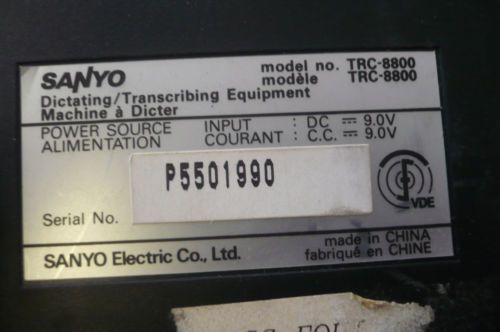 SANYO
model no. TRC-8800
modèle TRC-8800
Dictating/Transcribing Equipment
Machine à Dicter
POWER SOURCE INPUT : DC ⎓ 9.0V
ALIMENTATION COURANT : C.C. ⎓ 9.0V
P5501990
Serial No.
VDE
SANYO Electric Co., Ltd.
made in CHINA
fabriqué en CHINE